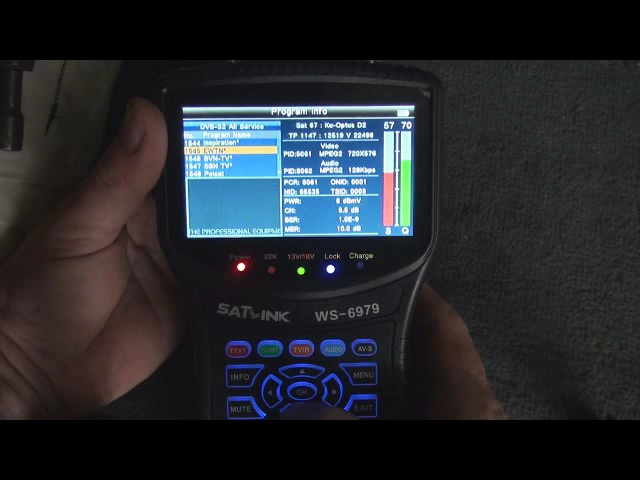 Program Info
DVB-S2 All Service
No. Program Name
1544 Inspiration*
1545 EWTN*
1546 BVN-TV*
1547 SBN TV*
1548 Paisat
THE PROFESSIONAL EQUIPME
Sat 67 : Ku-Optus D2
TP 1147 : 12519 V 22496
Video
PID:5061 MPEG2 720X576
Audio
PID:5062 MPEG2 128Kbps
PCR: 5061 ONID: 0001
NID: 65535 TSID: 0005
PWR: 6 dBmV
CN: 9.8 dB
BER: 1.0E-9
MER: 10.0 dB
57 70
S Q
Power 22K 13V/18V Lock Charge
SATLINK WS-6979
TTXT SUBT TV/R AUDIO AV-S
INFO MENU
OK
MUTE EXIT